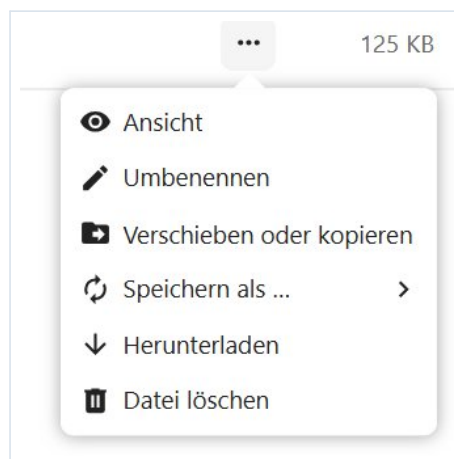 125 KB
Ansicht
Umbenennen
Verschieben oder kopieren
Speichern als ...
Herunterladen
Datei löschen